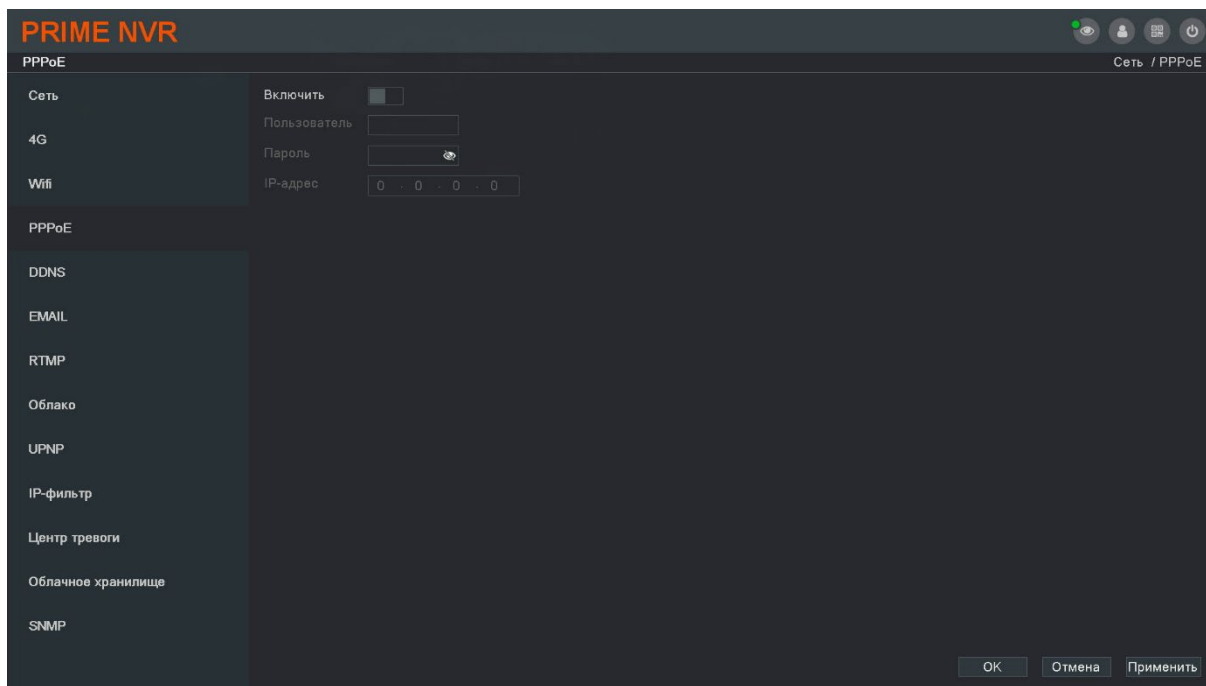 PRIME NVR
PPPoE
Сеть / PPPoE
Сеть
4G
Wifi
PPPoE
DDNS
EMAIL
RTMP
Облако
UPNP
IP-фильтр
Центр тревоги
Облачное хранилище
SNMP
Включить
Пользователь
Пароль
IP-адрес
0 . 0 . 0 . 0
OK
Отмена
Применить